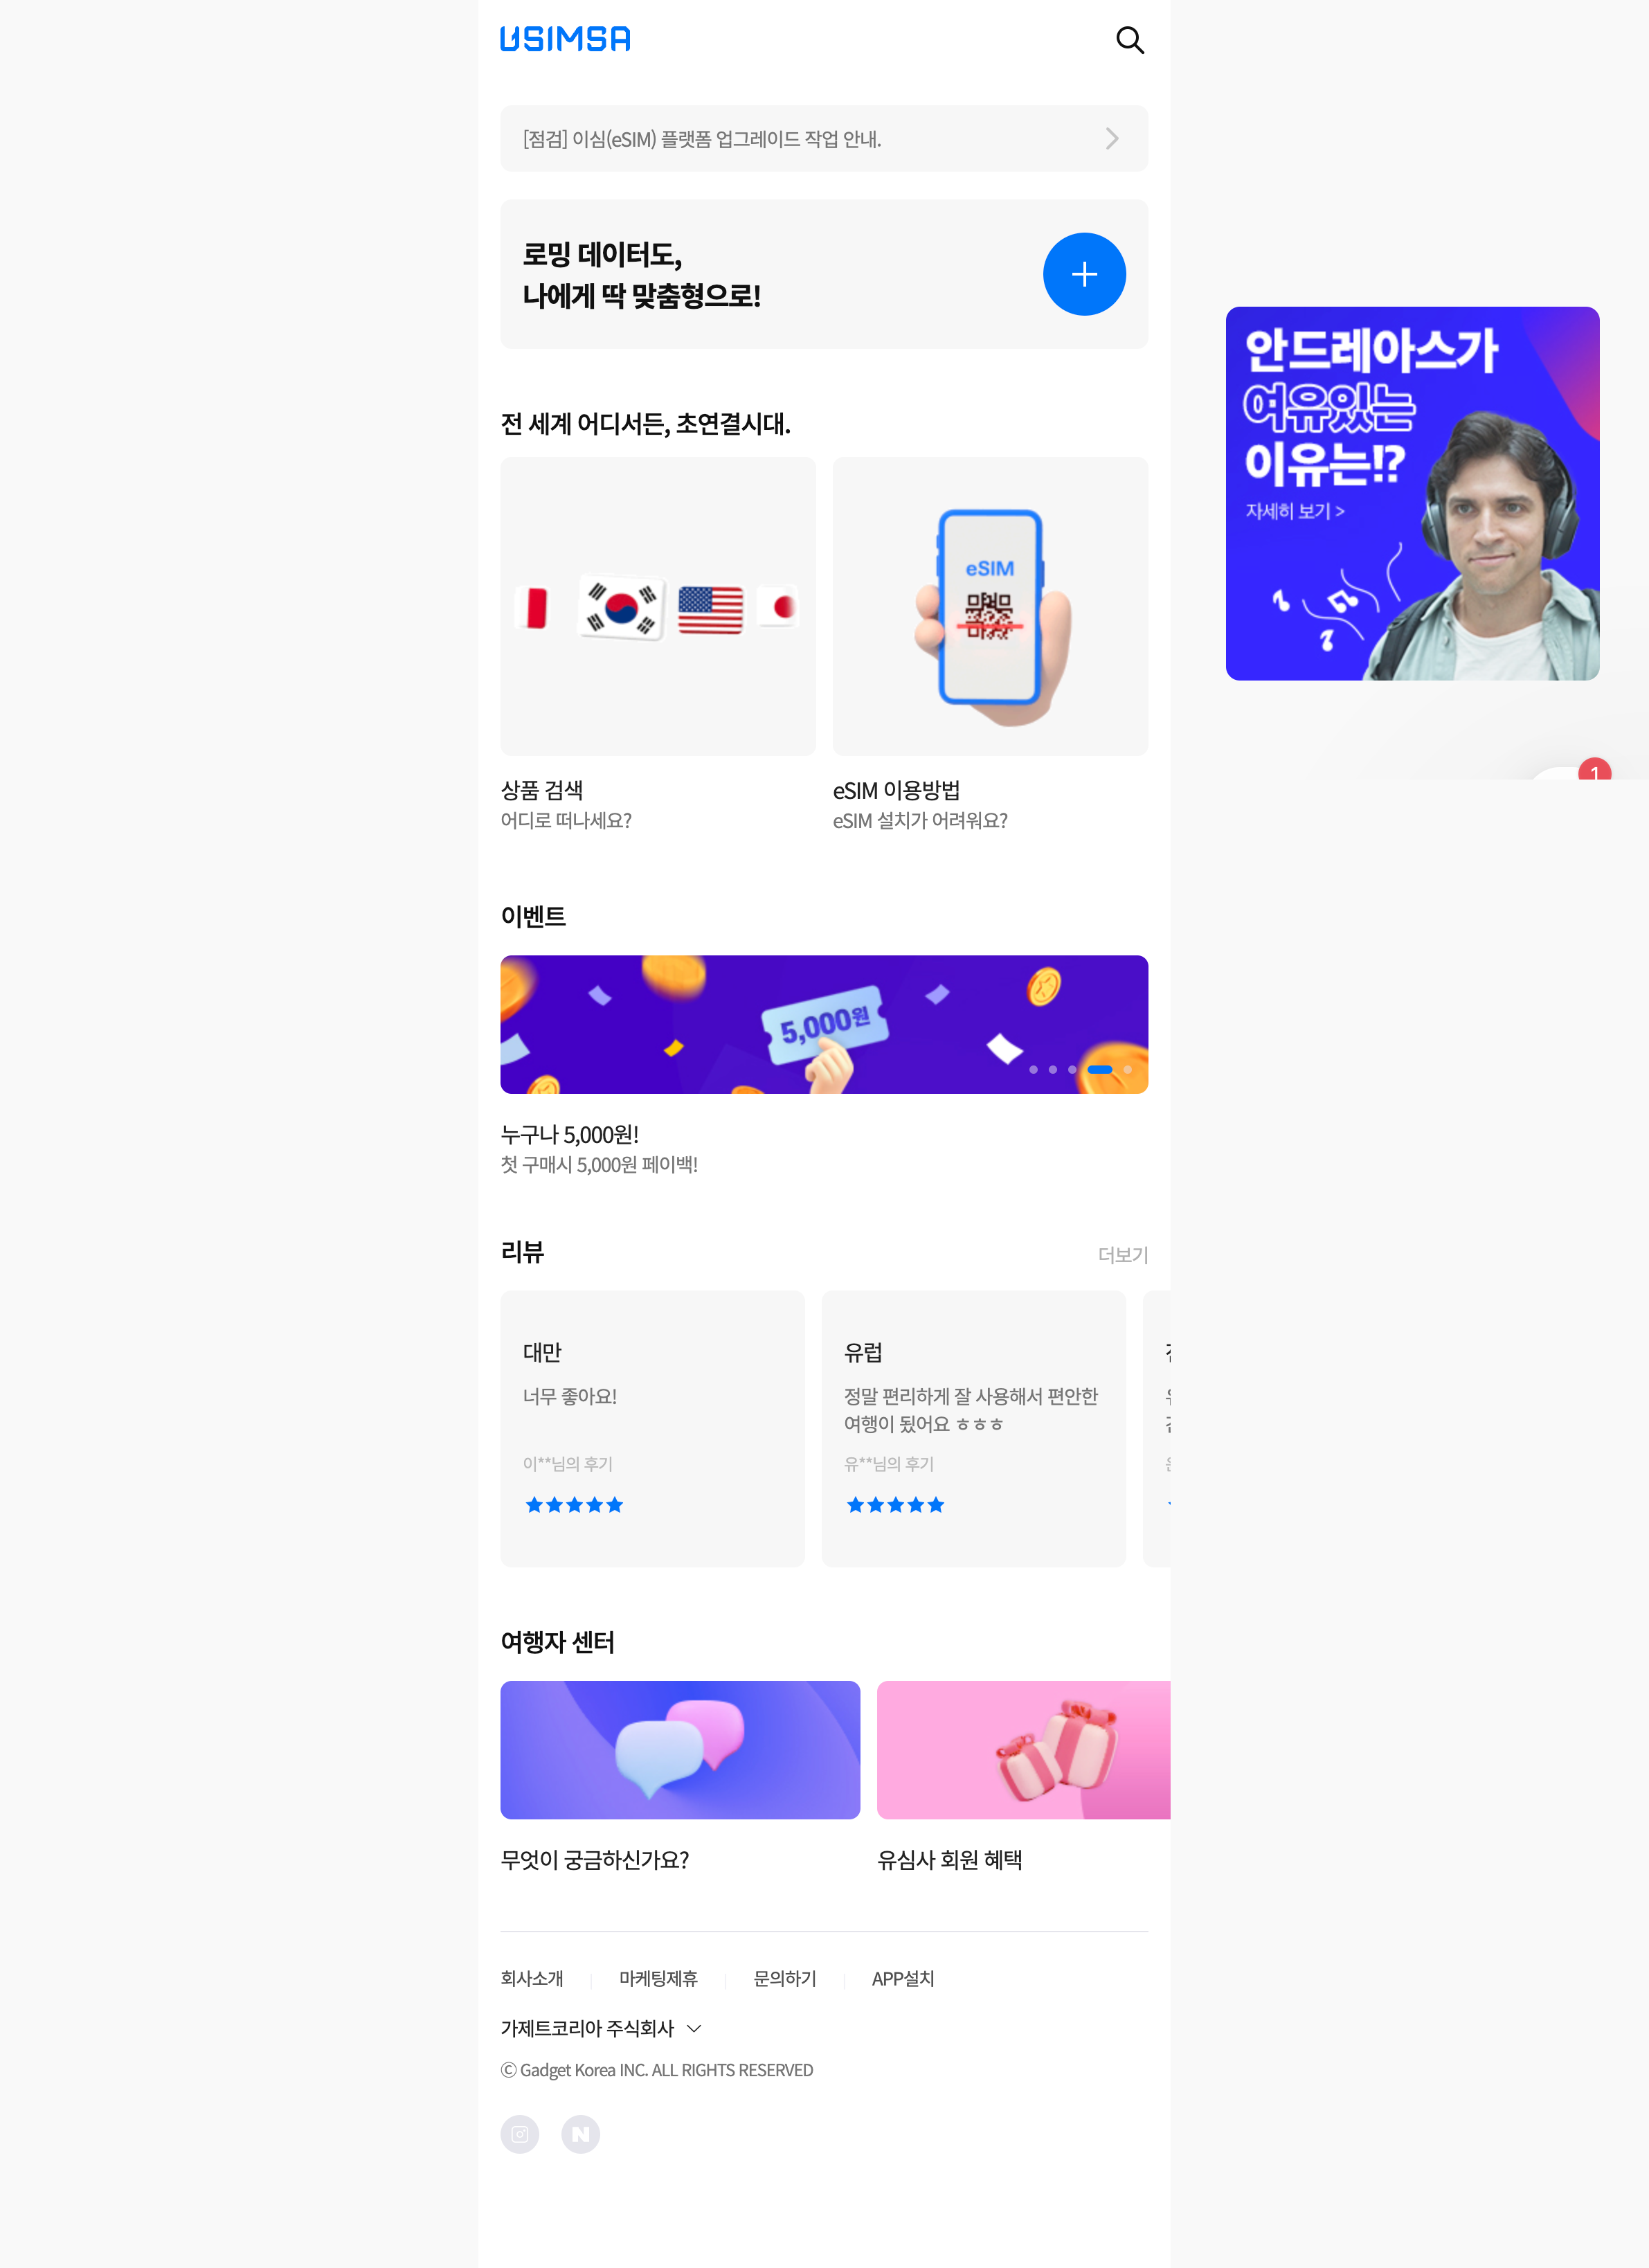 USIMSA
[점검] 이심(eSIM) 플랫폼 업그레이드 작업 안내.
로밍 데이터도,
나에게 딱 맞춤형으로!
안드레아스가
여유있는
이유는!?
자세히 보기 >
1
전 세계 어디서든, 초연결시대.
eSIM
상품 검색
어디로 떠나세요?
eSIM 이용방법
eSIM 설치가 어려워요?
이벤트
5,000원
누구나 5,000원!
첫 구매시 5,000원 페이백!
리뷰
더보기
대만
너무 좋아요!
이**님의 후기
유럽
정말 편리하게 잘 사용해서 편안한
여행이 됬어요 ㅎㅎㅎ
유**님의 후기
여행자 센터
무엇이 궁금하신가요?
유심사 회원 혜택
회사소개
마케팅제휴
문의하기
APP설치
가제트코리아 주식회사
ⓒ Gadget Korea INC. ALL RIGHTS RESERVED
N